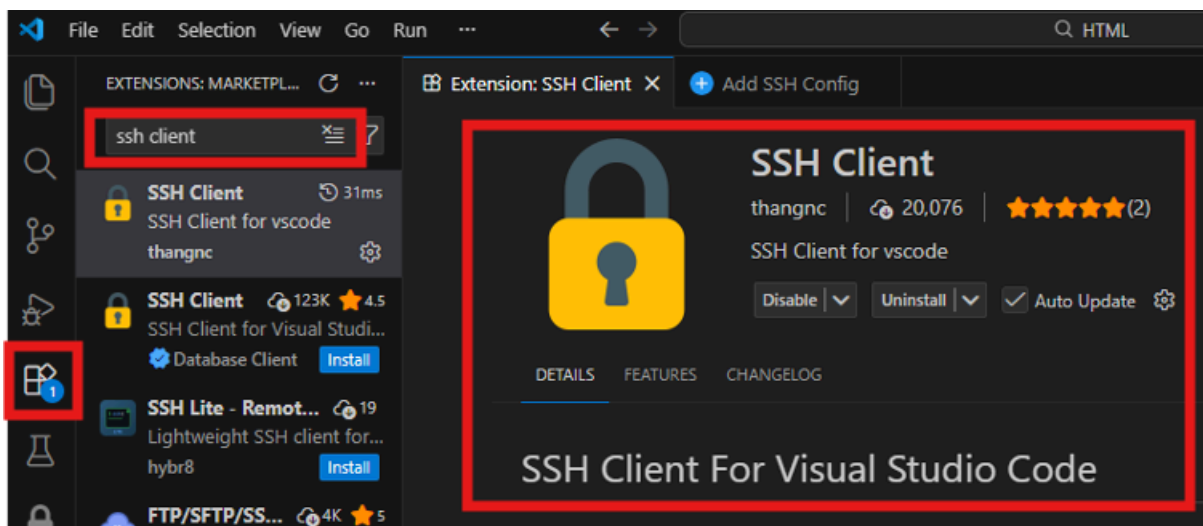 File Edit Selection View Go Run ... HTML
EXTENSIONS: MARKETPL... ...
ssh client
SSH Client 31ms
SSH Client for vscode
thangnc
SSH Client 123K 4.5
SSH Client for Visual Studi...
Database Client Install
SSH Lite - Remot... 19
Lightweight SSH client for...
hybr8 Install
FTP/SFTP/SS... 4K 5
1
Extension: SSH Client Add SSH Config
SSH Client
thangnc 20,076 (2)
SSH Client for vscode
Disable Uninstall Auto Update
DETAILS FEATURES CHANGELOG
SSH Client For Visual Studio Code